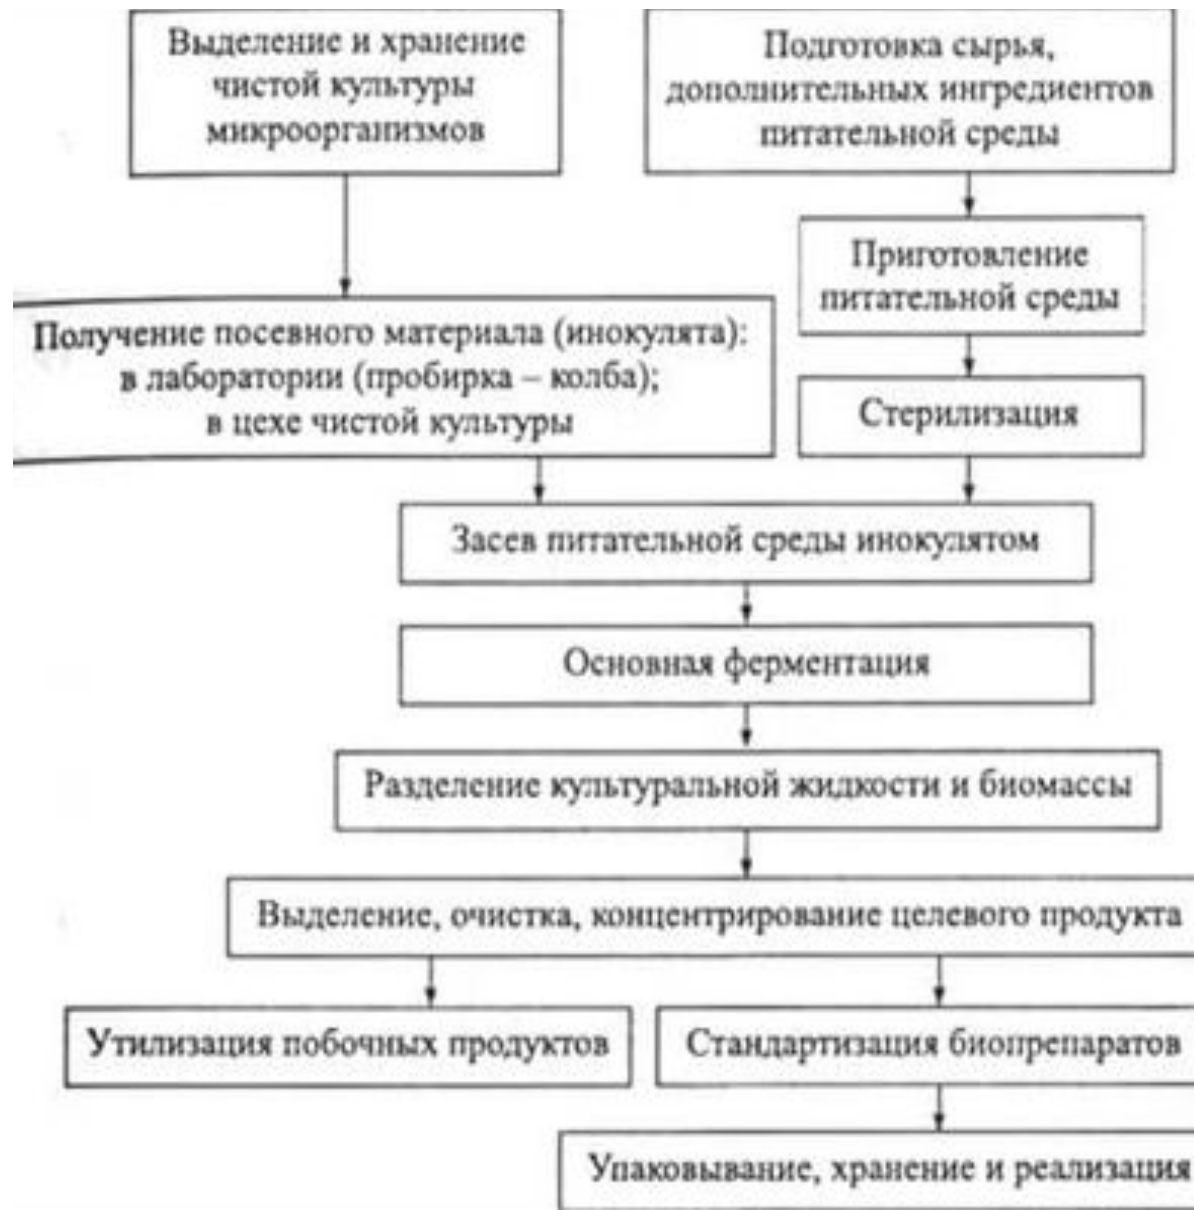 Выделение и хранение
чистой культуры
микроорганизмов
Подготовка сырья,
дополнительных ингредиентов
питательной среды
Приготовление
питательной среды
Получение посевного материала (инокулята):
в лаборатории (пробирка – колба);
в цехе чистой культуры
Стерилизация
Засев питательной среды инокулятом
Основная ферментация
Разделение культуральной жидкости и биомассы
Выделение, очистка, концентрирование целевого продукта
Утилизация побочных продуктов
Стандартизация биопрепаратов
Упаковывание, хранение и реализация